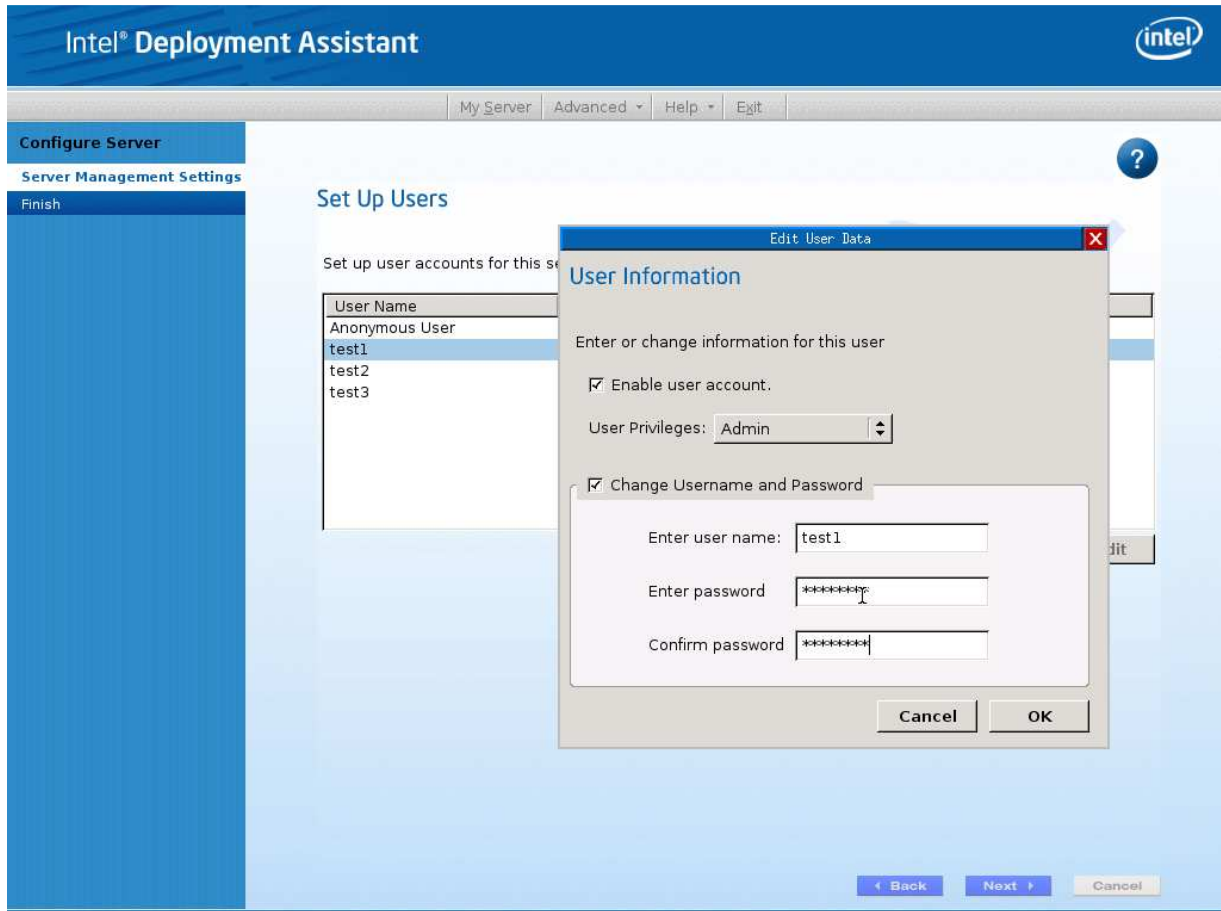 Intel® Deployment Assistant
intel
My Server Advanced Help Exit
Configure Server
Server Management Settings
Finish
?
Set Up Users
Set up user accounts for this se
User Name
Anonymous User
test1
test2
test3
dit
Edit User Data
X
User Information
Enter or change information for this user
Enable user account.
User Privileges: Admin
Change Username and Password
Enter user name: test1
Enter password ********
Confirm password ********
Cancel OK
Back Next Cancel